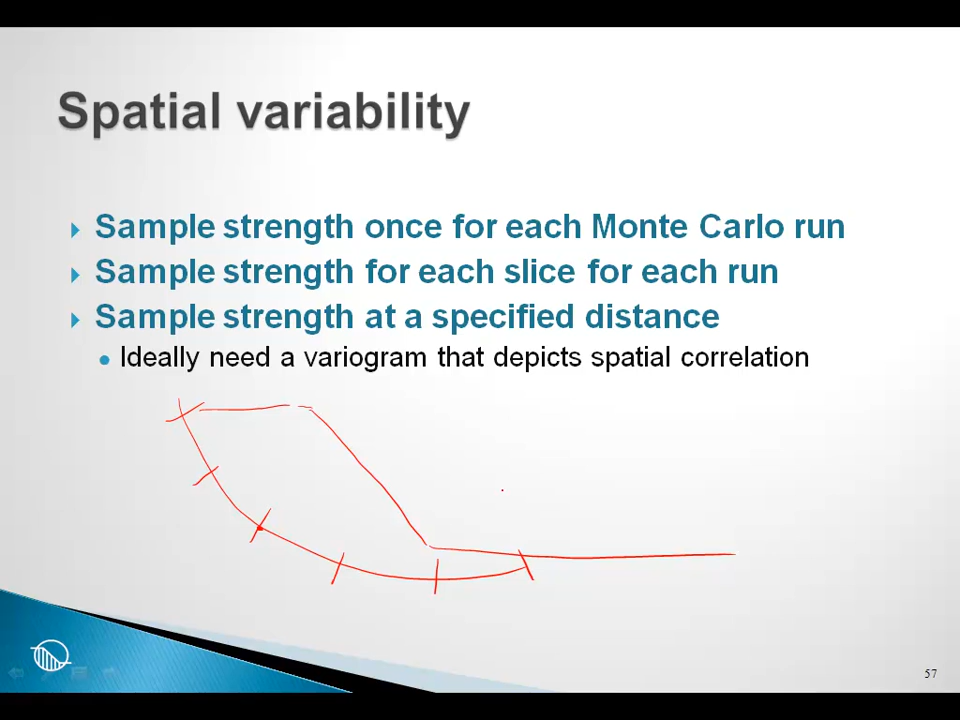 Spatial variability
Sample strength once for each Monte Carlo run
Sample strength for each slice for each run
Sample strength at a specified distance
Ideally need a variogram that depicts spatial correlation
57